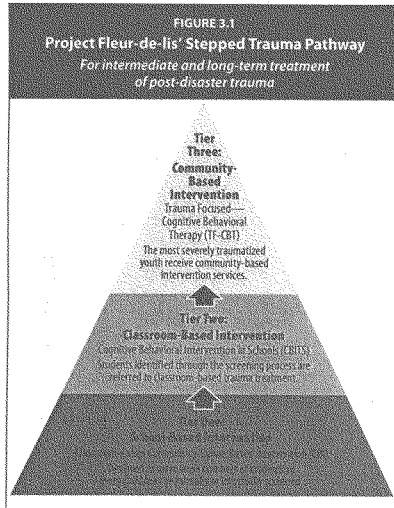 FIGURE 3.1
Project Fleur-de-lis' Stepped Trauma Pathway
For intermediate and long-term treatment
of post-disaster trauma
Tier
Three:
Community-
Based
Intervention
Trauma Focused–
Cognitive Behavioral
Therapy (TF-CBT)
The most severely traumatized
youth receive community-based
intervention services.
Tier Two:
Classroom-Based Intervention
Cognitive Behavioral Intervention in Schools (CBITS)
Students identified through the screening process are
referred to classroom-based trauma treatment.
Tier One: